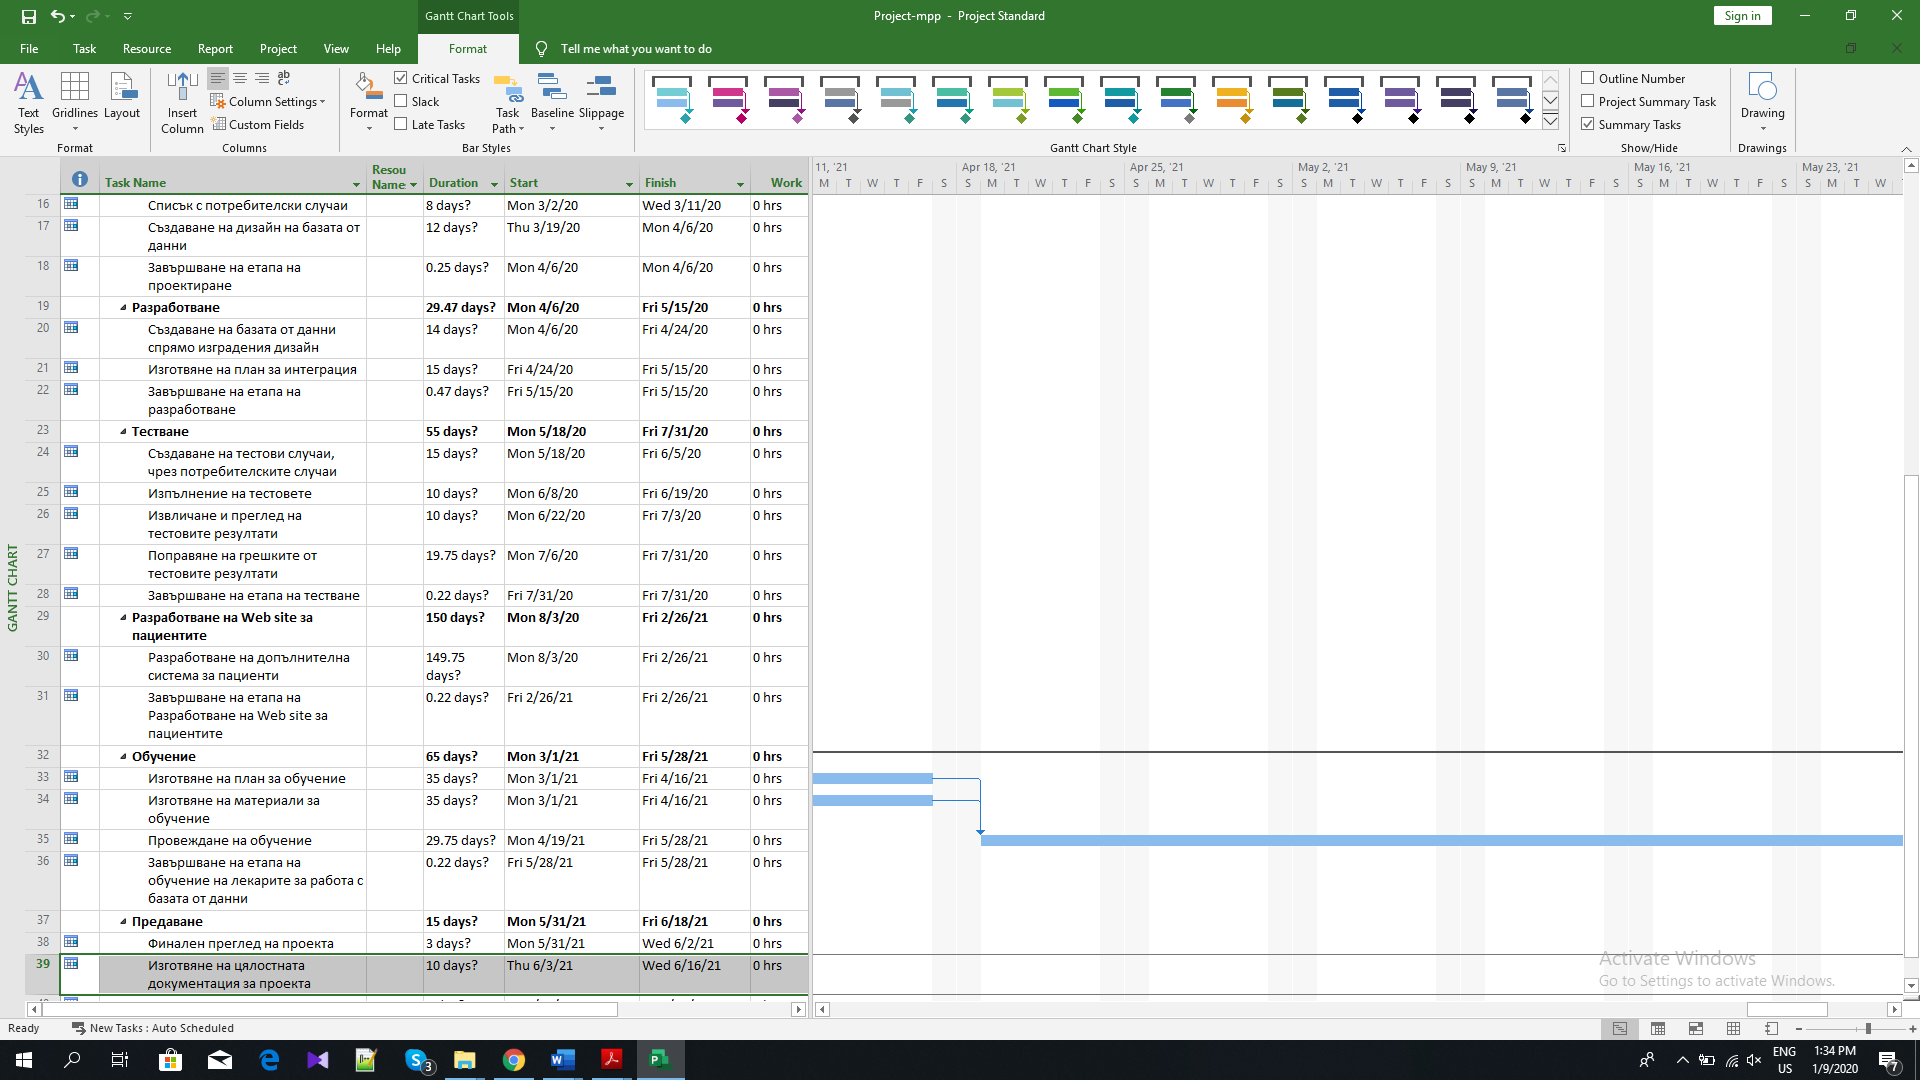 Gantt Chart Tools
Project-mpp - Project Standard
Sign in
File Task Resource Report Project View Help Format Tell me what you want to do
Text Styles
Gridlines
Layout
Format
Insert Column
Column Settings
Custom Fields
Columns
Format
Critical Tasks
Slack
Late Tasks
Task Path
Baseline
Slippage
Bar Styles
Gantt Chart Style
Outline Number
Project Summary Task
Summary Tasks
Show/Hide
Drawing
Drawings
GANTT CHART
Task Name Resou Name Duration Start Finish Work
11, '21 Apr 18, '21 Apr 25, '21 May 2, '21 May 9, '21 May 16, '21 May 23, '21
M T W T F S S M T W T F S S M T W T F S S M T W T F S S M T W T F S S M T W T F S S M T W
16 Списък с потребителски случаи 8 days? Mon 3/2/20 Wed 3/11/20 0 hrs
17 Създаване на дизайн на базата от 12 days? Thu 3/19/20 Mon 4/6/20 0 hrs
данни
18 Завършване на етапа на 0.25 days? Mon 4/6/20 Mon 4/6/20 0 hrs
проектиране
19 Разработване 29.47 days? Mon 4/6/20 Fri 5/15/20 0 hrs
20 Създаване на базата от данни 14 days? Mon 4/6/20 Fri 4/24/20 0 hrs
спрямо изградения дизайн
21 Изготвяне на план за интеграция 15 days? Fri 4/24/20 Fri 5/15/20 0 hrs
22 Завършване на етапа на 0.47 days? Fri 5/15/20 Fri 5/15/20 0 hrs
разработване
23 Тестване 55 days? Mon 5/18/20 Fri 7/31/20 0 hrs
24 Създаване на тестови случаи, 15 days? Mon 5/18/20 Fri 6/5/20 0 hrs
чрез потребителските случаи
25 Изпълнение на тестовете 10 days? Mon 6/8/20 Fri 6/19/20 0 hrs
26 Извличане и преглед на 10 days? Mon 6/22/20 Fri 7/3/20 0 hrs
тестовите резултати
27 Поправяне на грешките от 19.75 days? Mon 7/6/20 Fri 7/31/20 0 hrs
тестовите резултати
28 Завършване на етапа на тестване 0.22 days? Fri 7/31/20 Fri 7/31/20 0 hrs
29 Разработване на Web site за 150 days? Mon 8/3/20 Fri 2/26/21 0 hrs
пациентите
30 Разработване на допълнителна 149.75 Mon 8/3/20 Fri 2/26/21 0 hrs
система за пациенти days?
31 Завършване на етапа на 0.22 days? Fri 2/26/21 Fri 2/26/21 0 hrs
Разработване на Web site за
пациентите
32 Обучение 65 days? Mon 3/1/21 Fri 5/28/21 0 hrs
33 Изготвяне на план за обучение 35 days? Mon 3/1/21 Fri 4/16/21 0 hrs
34 Изготвяне на материали за 35 days? Mon 3/1/21 Fri 4/16/21 0 hrs
обучение
35 Провеждане на обучение 29.75 days? Mon 4/19/21 Fri 5/28/21 0 hrs
36 Завършване на етапа на 0.22 days? Fri 5/28/21 Fri 5/28/21 0 hrs
обучение на лекарите за работа с
базата от данни
37 Предаване 15 days? Mon 5/31/21 Fri 6/18/21 0 hrs
38 Финален преглед на проекта 3 days? Mon 5/31/21 Wed 6/2/21 0 hrs
39 Изготвяне на цялостната 10 days? Thu 6/3/21 Wed 6/16/21 0 hrs
документация за проекта
Activate Windows
Go to Settings to activate Windows.
Ready New Tasks : Auto Scheduled
3
ENG
US
1:34 PM
1/9/2020
7